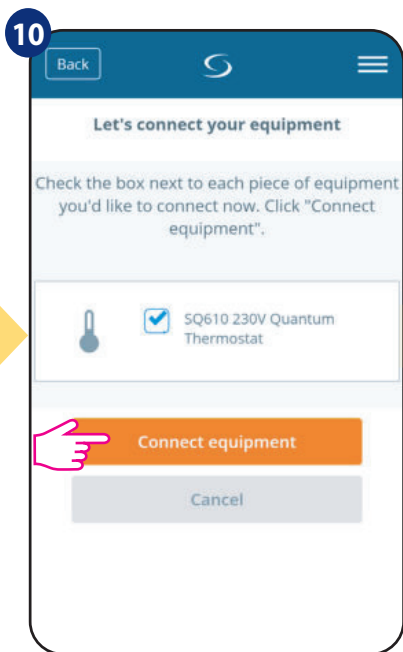 10
Back
Let's connect your equipment
Check the box next to each piece of equipment
you'd like to connect now. Click "Connect
equipment".
SQ610 230V Quantum
Thermostat
Connect equipment
Cancel